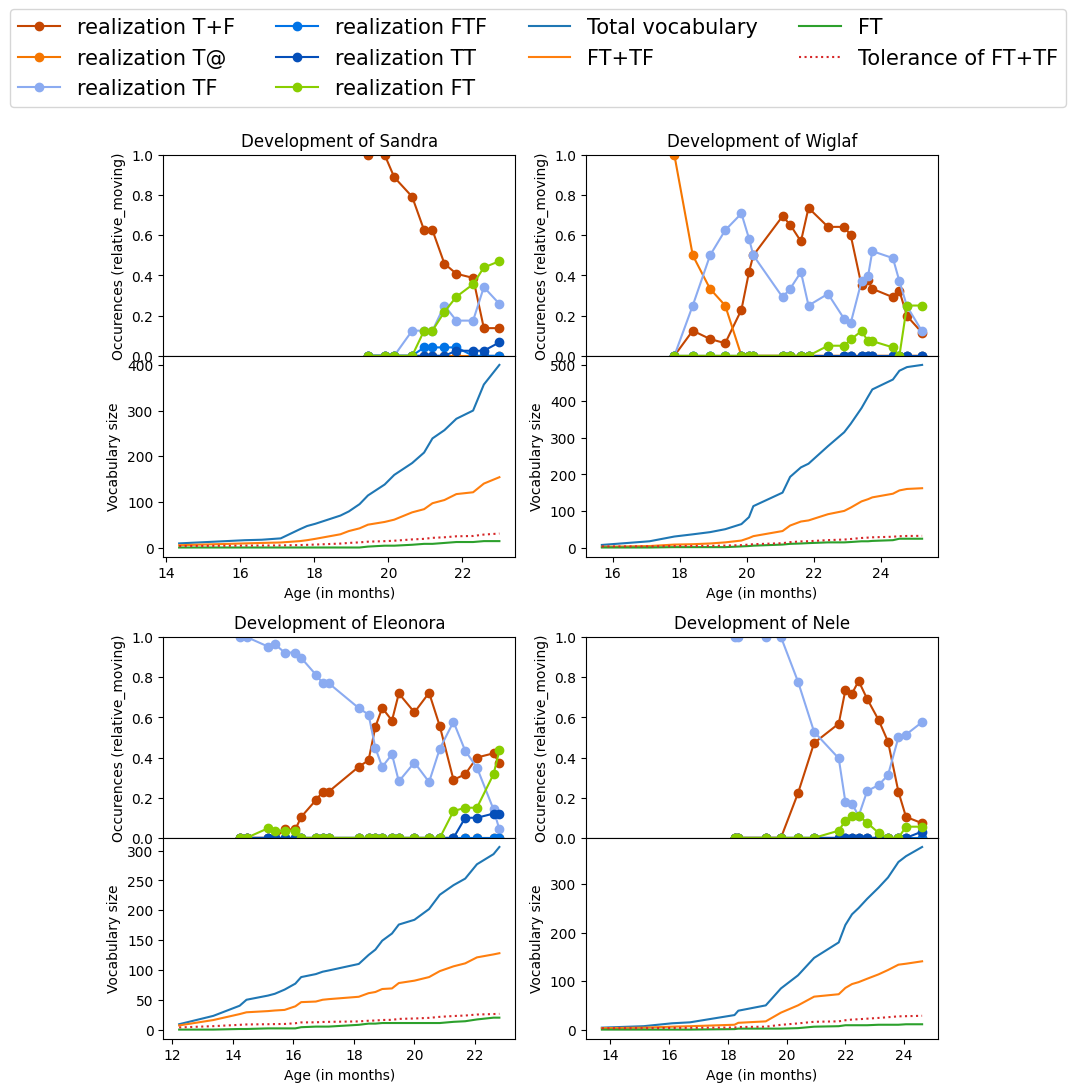 realization T+F realization FTF Total vocabulary FT
realization T@ realization TT FT+TF Tolerance of FT+TF
realization TF realization FT
Development of Sandra
Occurences (relative_moving)
1.0
0.8
0.6
0.4
0.2
0.0
Vocabulary size
400
300
200
100
0
14 16 18 20 22
Age (in months)
Development of Wiglaf
Occurences (relative_moving)
1.0
0.8
0.6
0.4
0.2
0.0
Vocabulary size
500
400
300
200
100
0
16 18 20 22 24
Age (in months)
Development of Eleonora
Occurences (relative_moving)
1.0
0.8
0.6
0.4
0.2
0.0
Vocabulary size
300
250
200
150
100
50
0
12 14 16 18 20 22
Age (in months)
Development of Nele
Occurences (relative_moving)
1.0
0.8
0.6
0.4
0.2
0.0
Vocabulary size
300
200
100
0
14 16 18 20 22 24
Age (in months)